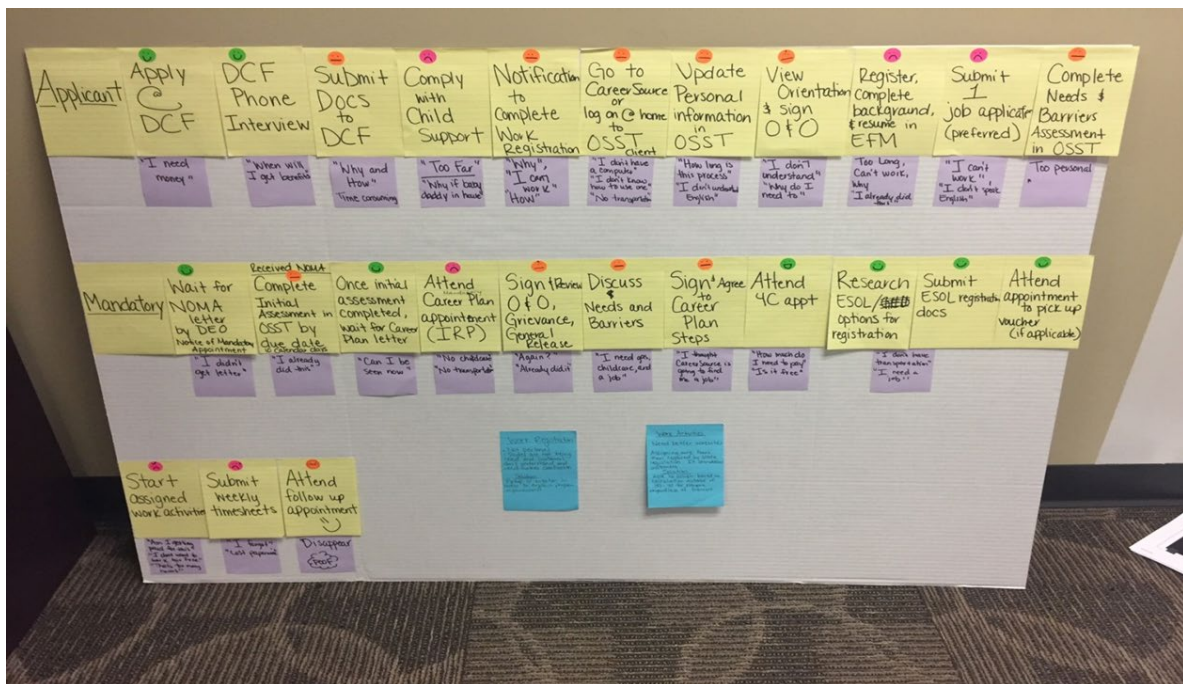 Applicant
Apply
@
DCF
DCF
Phone
Interview
Submit
Docs
to
DCF
Comply
with
Child
Support
Notification
to
Complete
Work
Registration
Go to
CareerSource
or
log on @ home
to
OSST
client
Update
Personal
information
in
OSST
View
Orientation
& sign
O&O
Register,
Complete
background,
& resume in
EFM
Submit
1
job application
(preferred)
Complete
Needs &
Barriers
Assessment
in OSST
"I need
money"
"When will
I get benefits"
"Why and
How"
Time consuming
"Too Far"
"Why if baby
daddy in house"
"Why",
"I can
work"
"How"
"I don't have
a computer"
"I don't know
how to use one"
"No transportation"
"How long is
this process"
"I don't understand
English"
"I don't
understand"
"Why do I
need to"
Too Long,
Can't work,
Why
I already did
this
"I can't
work"
"I don't speak
English"
Too personal
Mandatory
Wait for
NOMA
letter
by DEO
Notice of Mandatory
Appointment
Received NOMA
Complete
Initial
Assessment in
OSST by
due date
Once initial
assessment
completed,
wait for Career
Plan letter
Attend
Career Plan
appointment
(IRP)
Sign & Review
O&O,
Grievance,
General
Release
Discuss
&
Needs and
Barriers
Sign & Agree
to
Career
Plan
Steps
Attend
4C appt
Research
ESOL/
options for
registration
Submit
ESOL registration
docs
Attend
appointment
to pick up
voucher
(if applicable)
"I didn't
get letter"
"I already
did this"
"Can I be
seen now"
"No childcare"
"No transportation"
"Again?"
"Already did it"
"I need gas,
childcare, and
a job"
"I thought
CareerSource is
going to find
me a job"
"How much do
I need to pay"
"Is it free"
"I don't have
transportation"
"I need a
job"
Work Registration
Work Activities
Start
assigned
work activities
Submit
weekly
timesheets
Attend
follow up
appointment
"I forgot"
"Lost paperwork"
Disappear
POOF